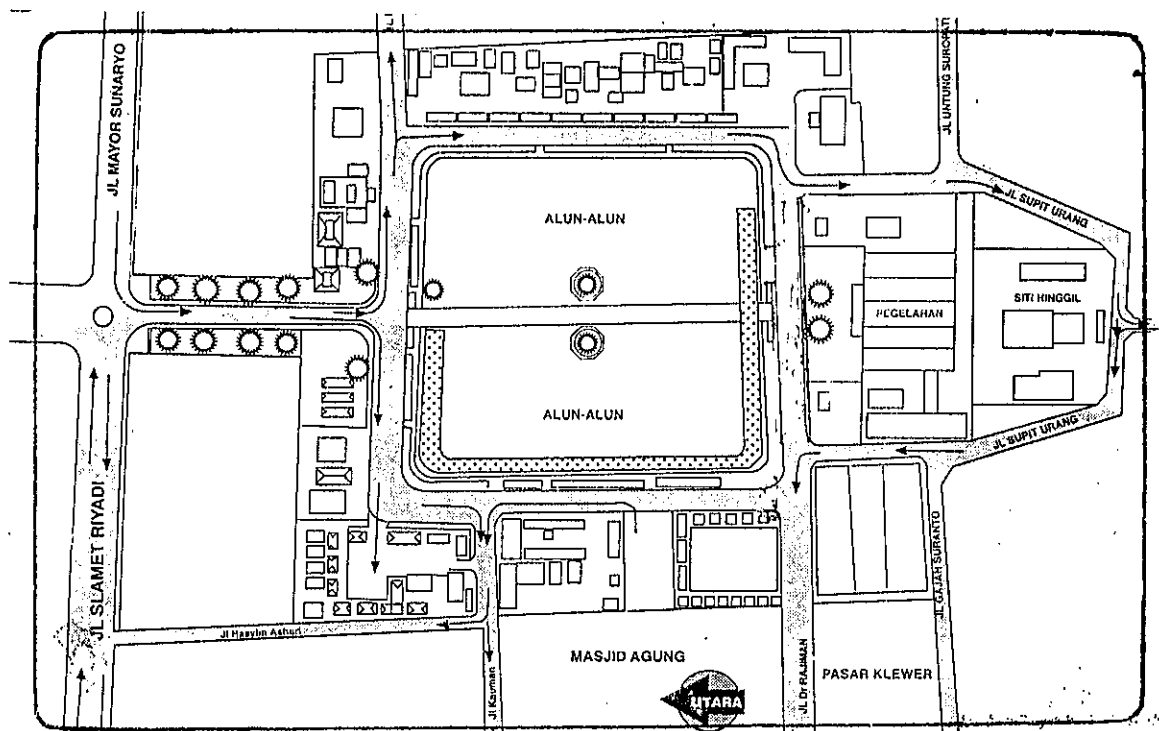 JL MAYOR SUNARYO
JL UNTUNG SUROPATI
JL SUPIT URANG
ALUN-ALUN
SITI HINGGIL
PEGELAHAN
ALUN-ALUN
JL SUPIT URANG
JL SLAMET RIYADI
JL GAJAH SURANTO
Jl Hasyim Ashari
MASJID AGUNG
PASAR KLEWER
UTARA
Jl Kauman
JL Dr RAJIMAN